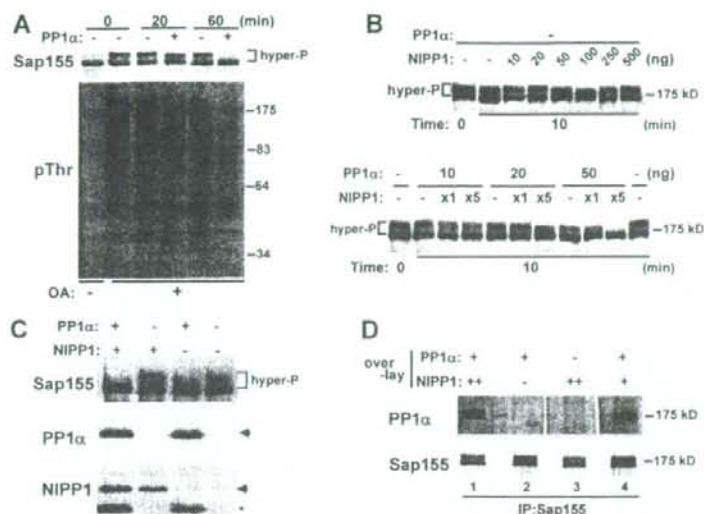 A
0 20 60 (min)
PP1α: - - - + - +
Sap155 hyper-P
pThr
-175
-83
-64
-34
OA: - +
B
PP1α: -
NIPP1: - - 10 20 50 100 250 500 (ng)
hyper-P -175 kD
Time: 0 10 (min)
PP1α: - 10 20 50 - (ng)
NIPP1: - - x1 x5 - x1 x5 - x1 x5 -
hyper-P -175 kD
Time: 0 10 (min)
C
PP1α: + - + -
NIPP1: + + - -
Sap155 hyper-P
PP1α
NIPP1
D
over-lay
PP1α: + + - +
NIPP1: ++ - ++ +
PP1α -175 kD
Sap155 -175 kD
1 2 3 4
IP:Sap155